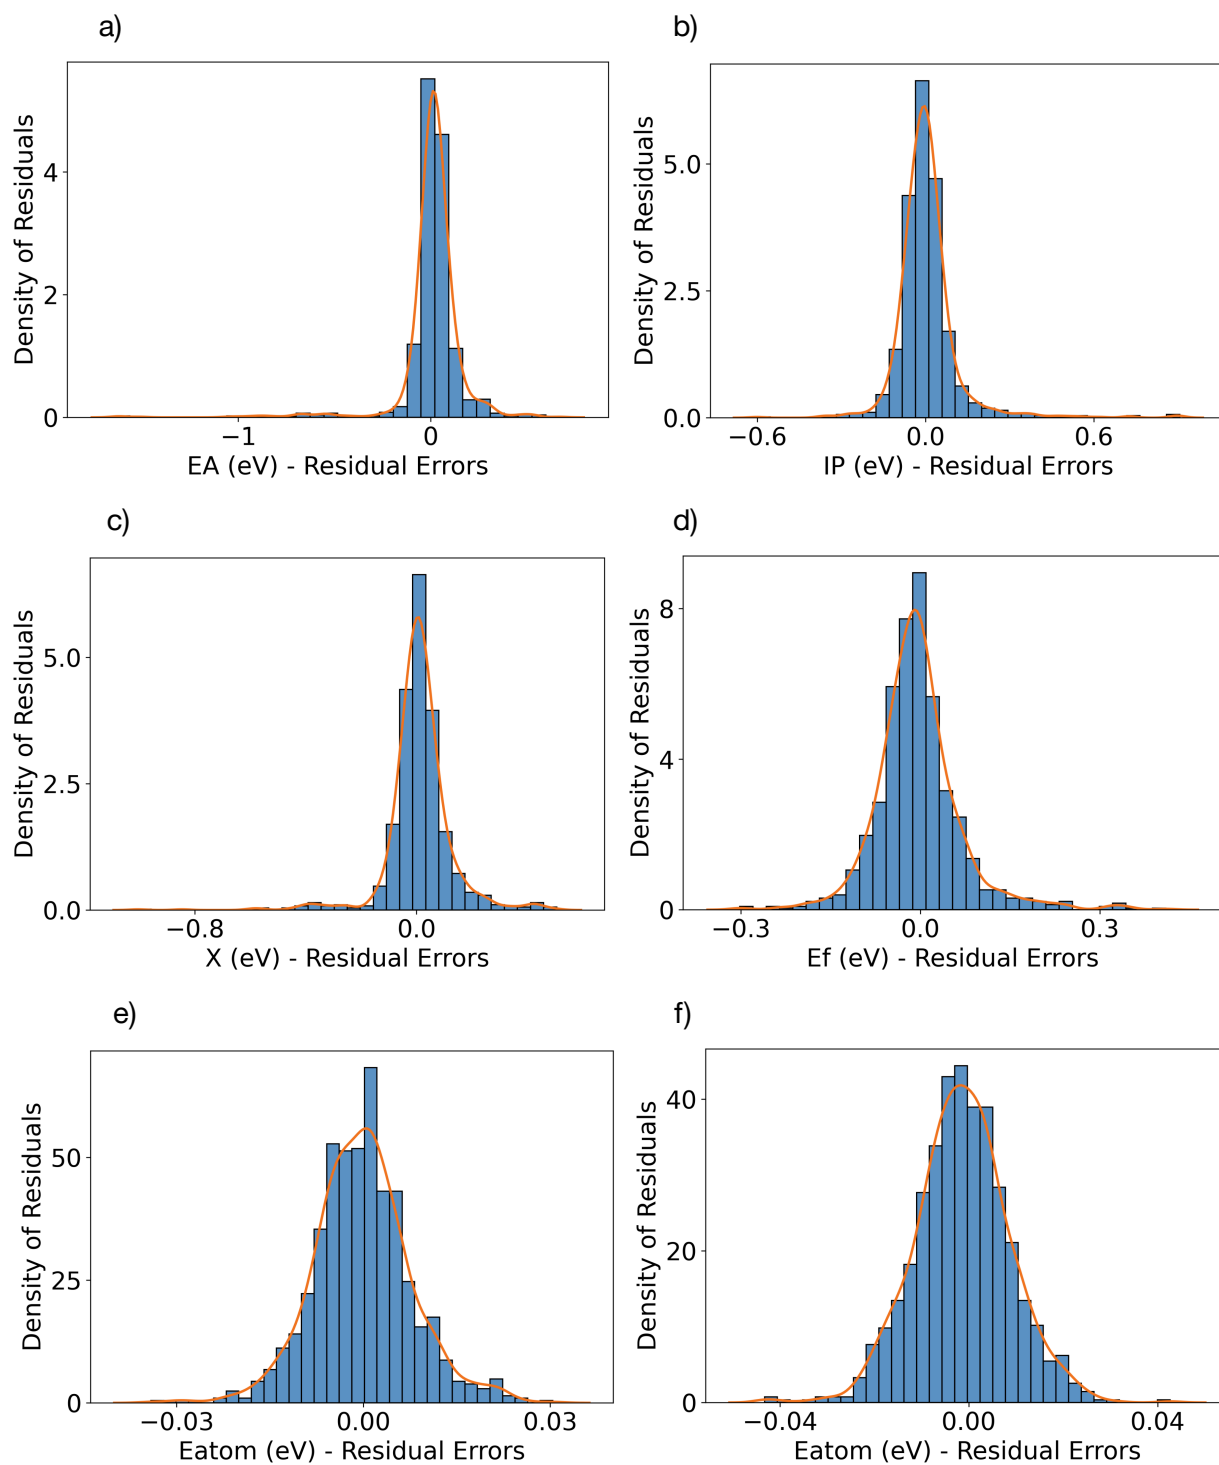 a)
Density of Residuals
4
2
0
−1
0
EA (eV) - Residual Errors
b)
Density of Residuals
5.0
2.5
0.0
−0.6
0.0
0.6
IP (eV) - Residual Errors
c)
Density of Residuals
5.0
2.5
0.0
−0.8
0.0
X (eV) - Residual Errors
d)
Density of Residuals
8
4
0
−0.3
0.0
0.3
Ef (eV) - Residual Errors
e)
Density of Residuals
50
25
0
−0.03
0.00
0.03
Eatom (eV) - Residual Errors
f)
Density of Residuals
40
20
0
−0.04
0.00
0.04
Eatom (eV) - Residual Errors